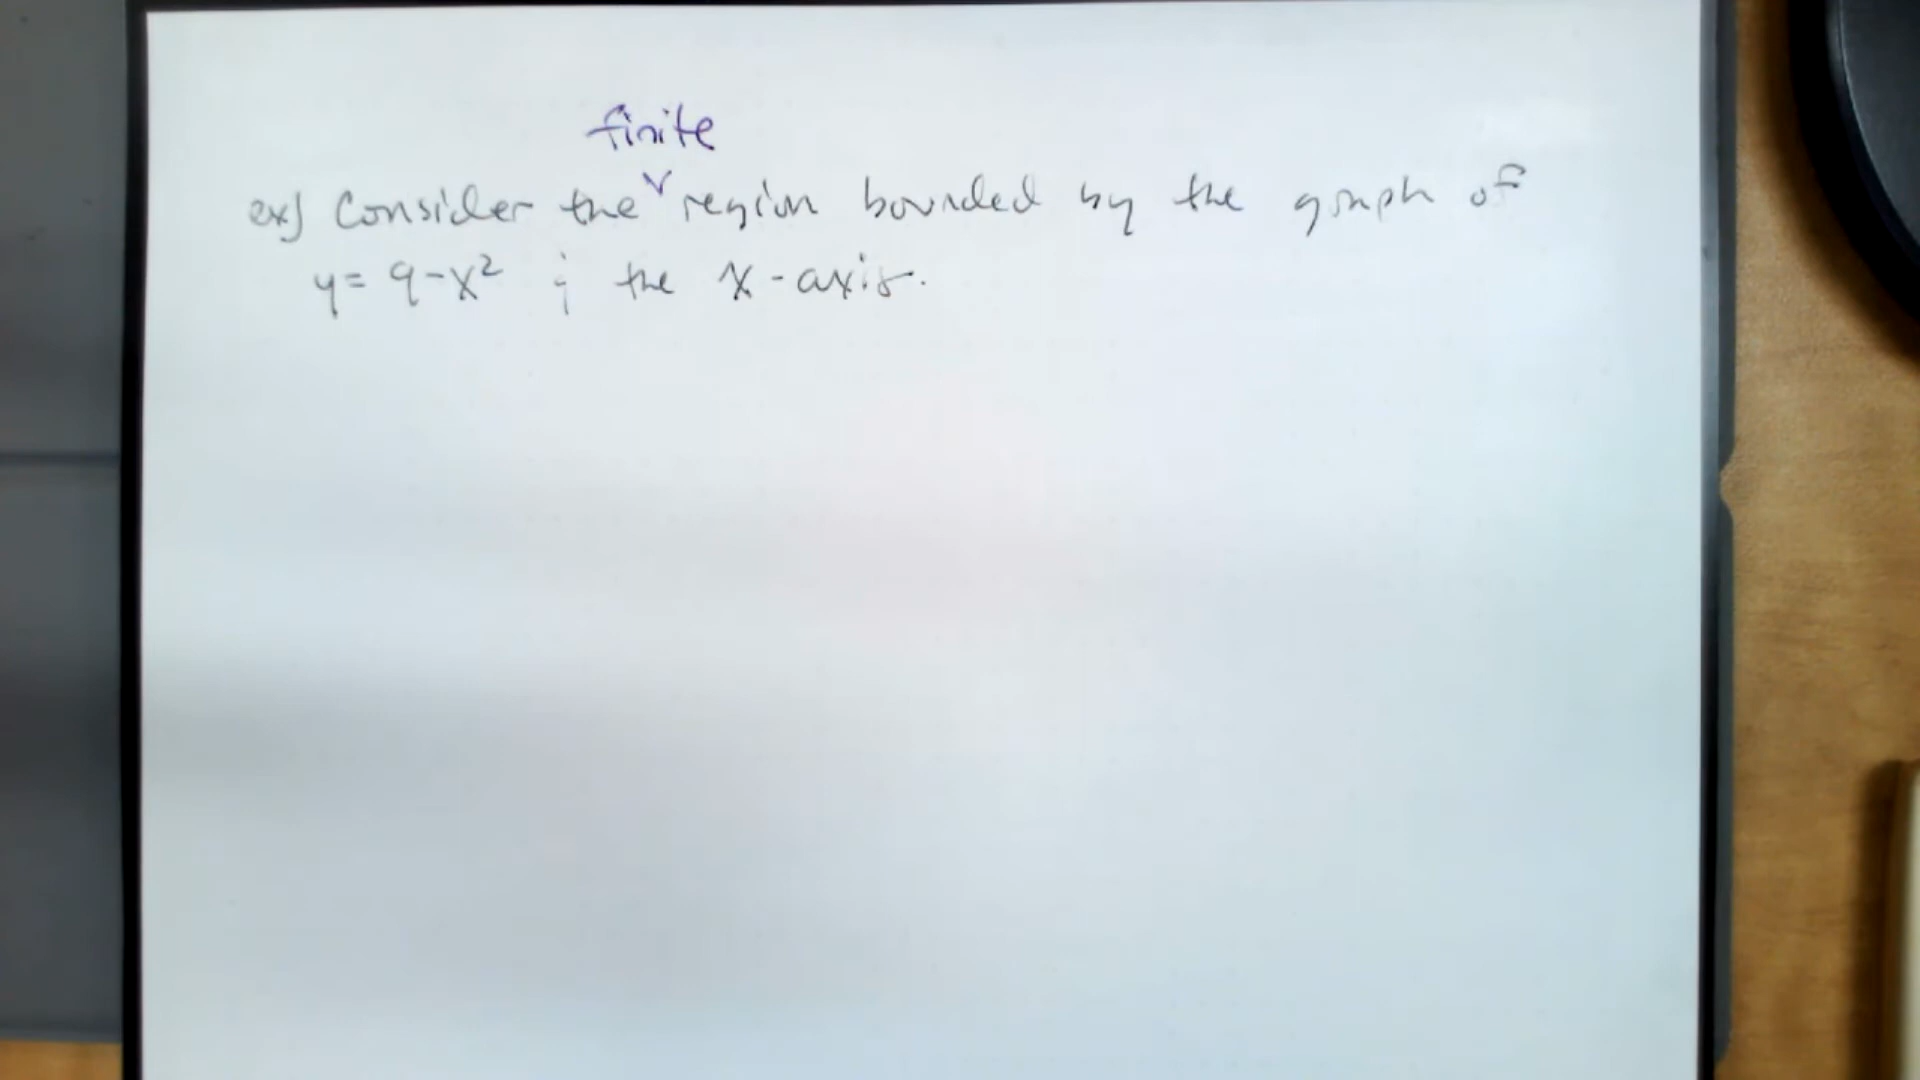 finite
ex) Consider the ˅ region bounded by the graph of
y = 9-x² & the x-axis.